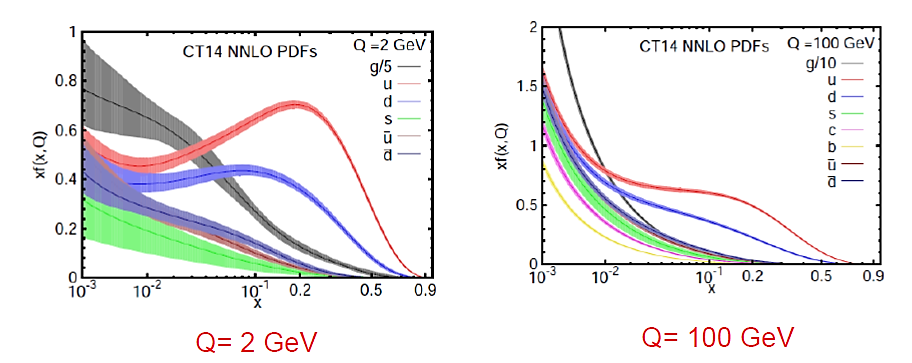 CT14 NNLO PDFs
Q =2 GeV
g/5
u
d
s
ū
d̄
xf(x,Q)
1
0.8
0.6
0.4
0.2
0
10⁻³
10⁻²
10⁻¹
0.2
0.5
0.9
x
Q= 2 GeV
CT14 NNLO PDFs
Q =100 GeV
g/10
u
d
s
c
b
ū
d̄
xf(x,Q)
2
1.5
1
0.5
0
10⁻³
10⁻²
10⁻¹
0.2
0.5
0.9
x
Q= 100 GeV